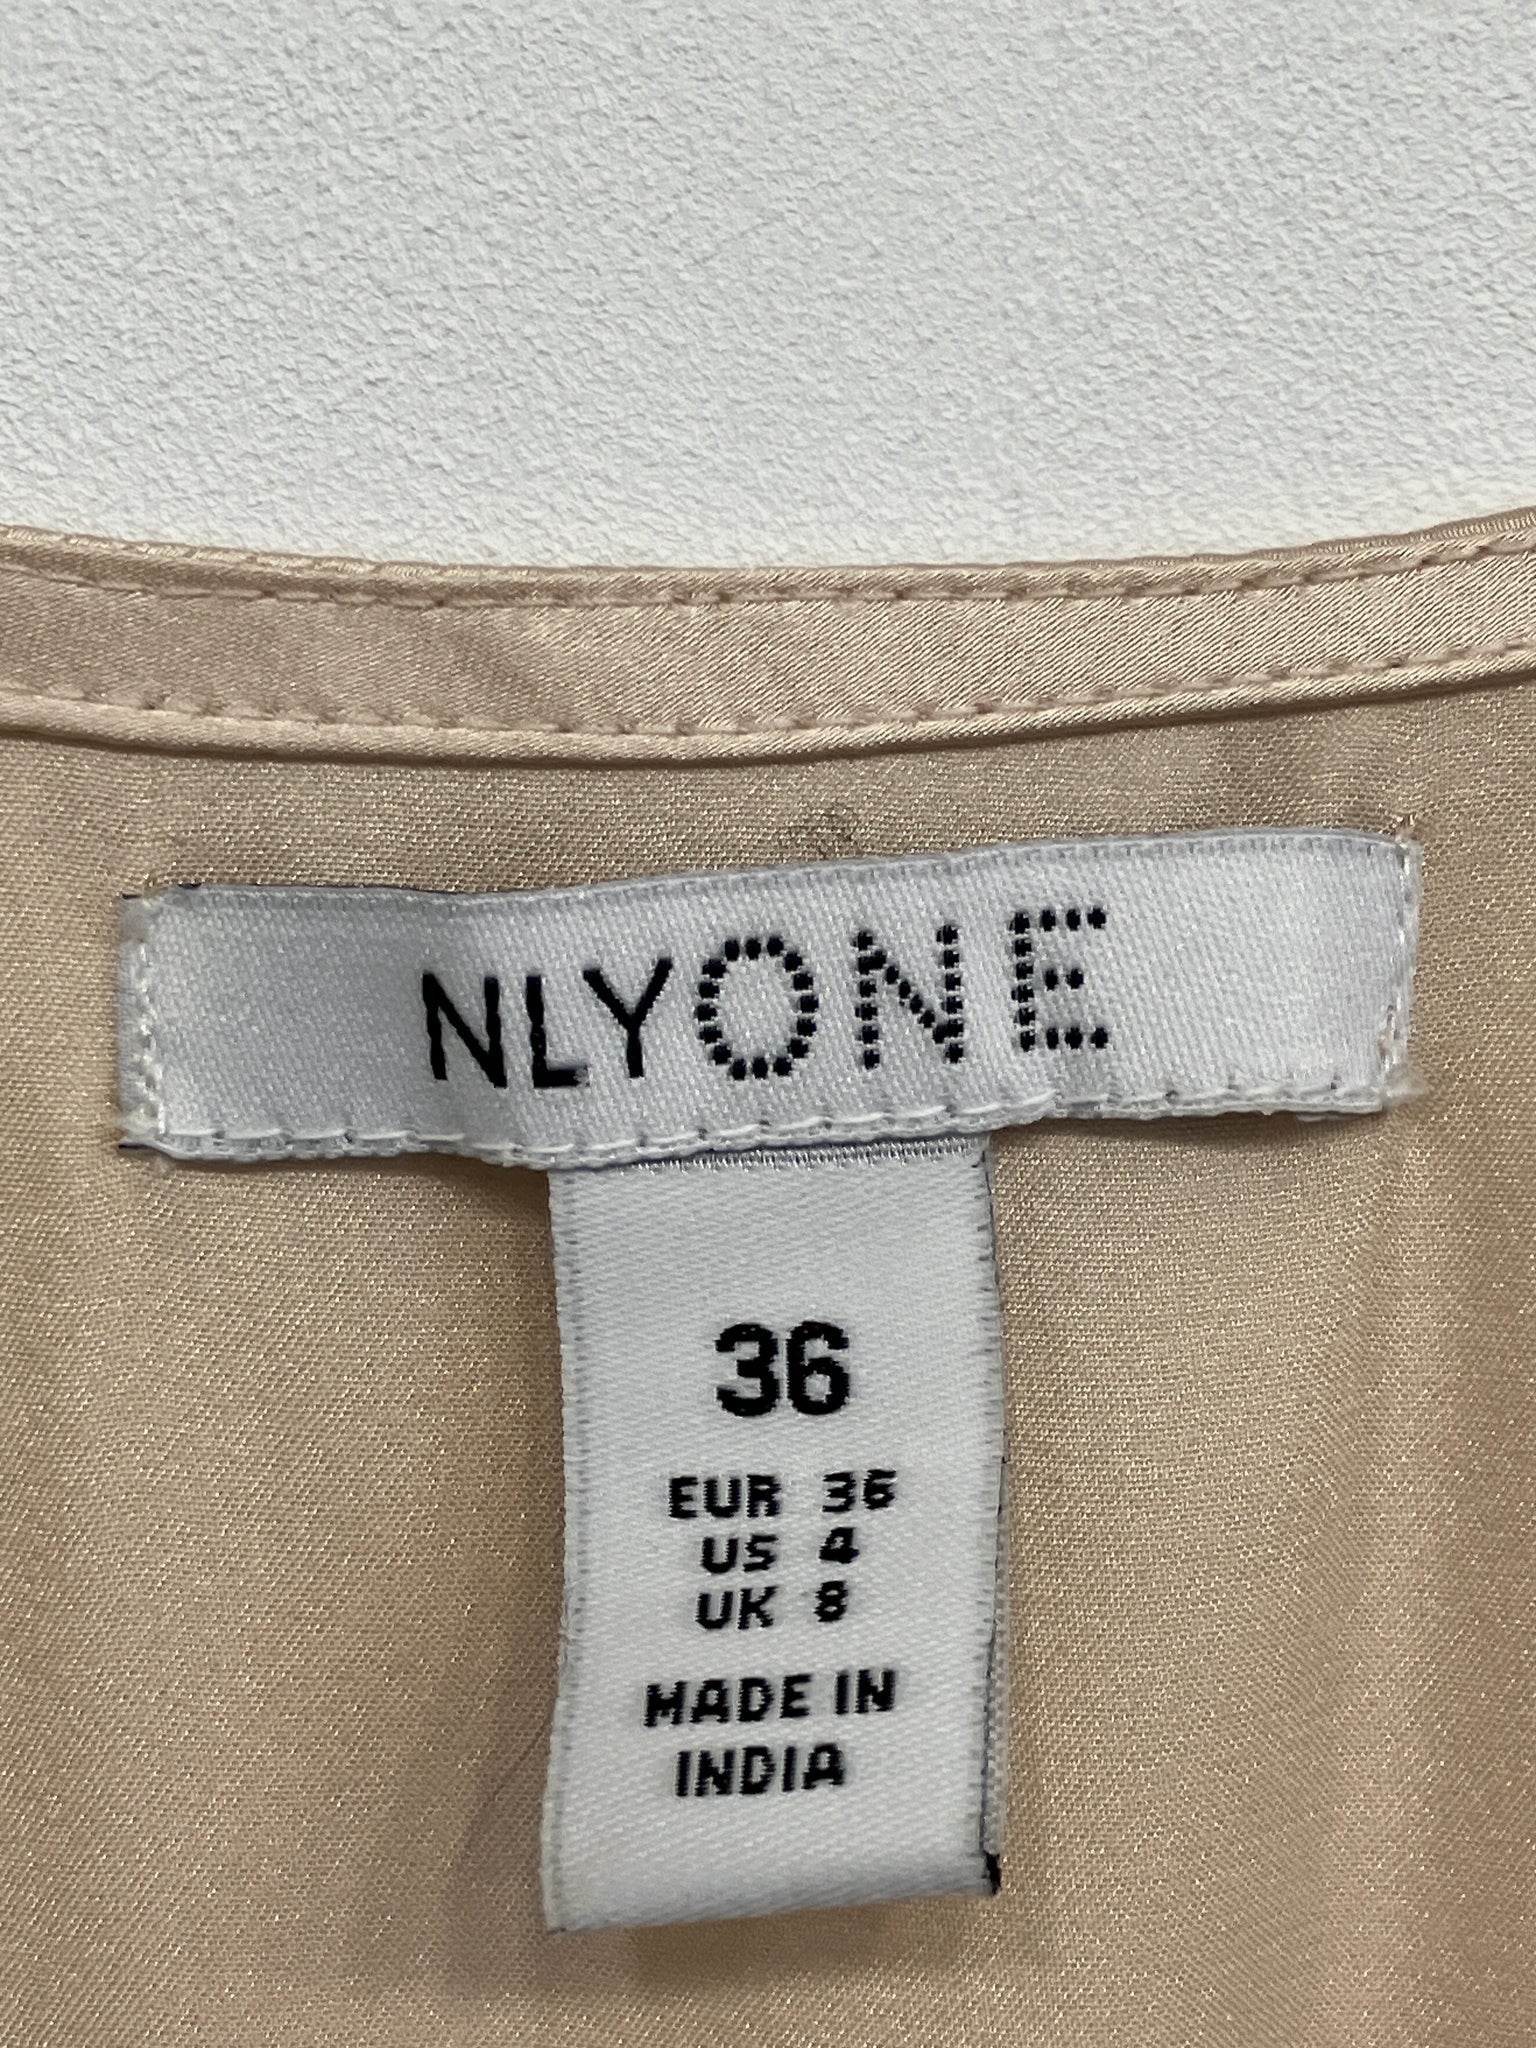 NLYONE
36
EUR 36
US 4
UK 8
MADE IN
INDIA